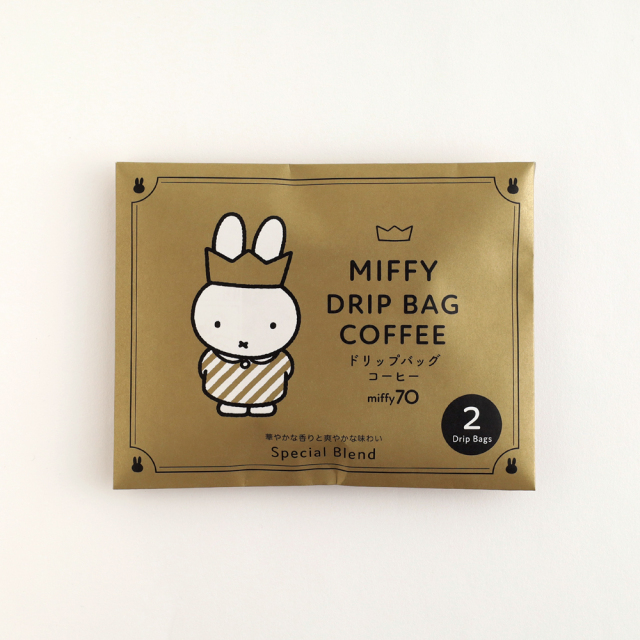 MIFFY
DRIP BAG
COFFEE
ドリップバッグ
コーヒー
miffy70
2
Drip Bags
華やかな香りと爽やかな味わい
Special Blend